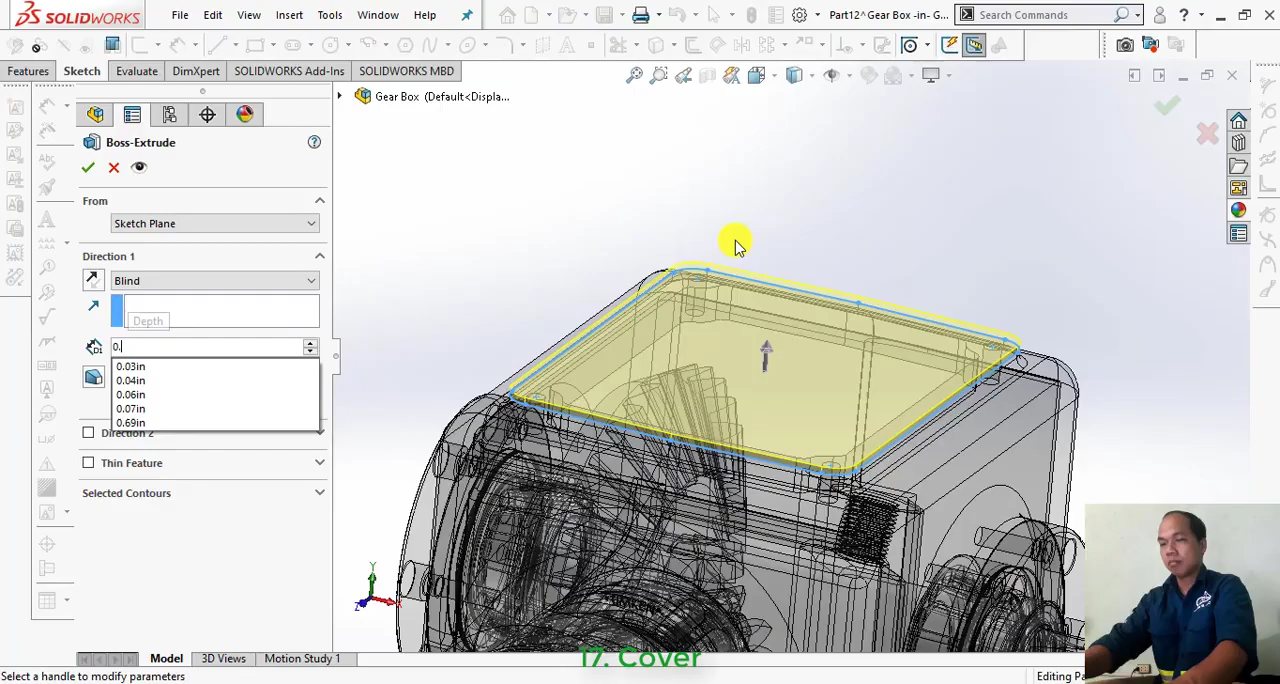 SOLIDWORKS File Edit View Insert Tools Window Help Part12^Gear Box -in- G... Search Commands ?
Features Sketch Evaluate DimXpert SOLIDWORKS Add-Ins SOLIDWORKS MBD
Gear Box (Default<Displa...
Boss-Extrude
From
Sketch Plane
Direction 1
Blind
Depth
0.
0.03in
0.04in
0.06in
0.07in
0.69in
Direction 2
Thin Feature
Selected Contours
Y
Z
X
Model 3D Views Motion Study 1
17. Cover
Select a handle to modify parameters
Editing Pa